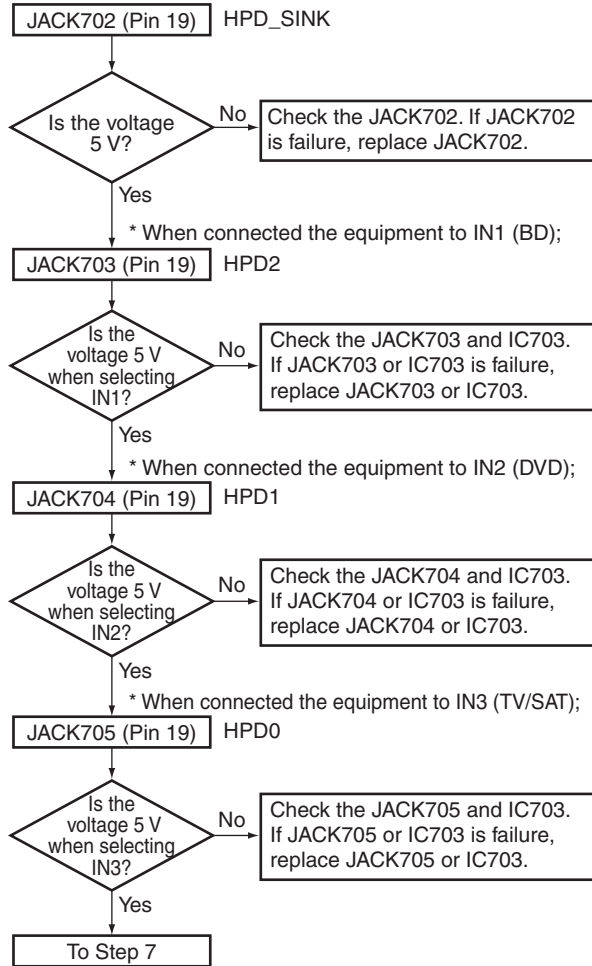 JACK702 (Pin 19) HPD_SINK
Is the voltage
5 V?
No
Check the JACK702. If JACK702
is failure, replace JACK702.
Yes
* When connected the equipment to IN1 (BD);
JACK703 (Pin 19) HPD2
Is the
voltage 5 V
when selecting
IN1?
No
Check the JACK703 and IC703.
If JACK703 or IC703 is failure,
replace JACK703 or IC703.
Yes
* When connected the equipment to IN2 (DVD);
JACK704 (Pin 19) HPD1
Is the
voltage 5 V
when selecting
IN2?
No
Check the JACK704 and IC703.
If JACK704 or IC703 is failure,
replace JACK704 or IC703.
Yes
* When connected the equipment to IN3 (TV/SAT);
JACK705 (Pin 19) HPD0
Is the
voltage 5 V
when selecting
IN3?
No
Check the JACK705 and IC703.
If JACK705 or IC703 is failure,
replace JACK705 or IC703.
Yes
To Step 7